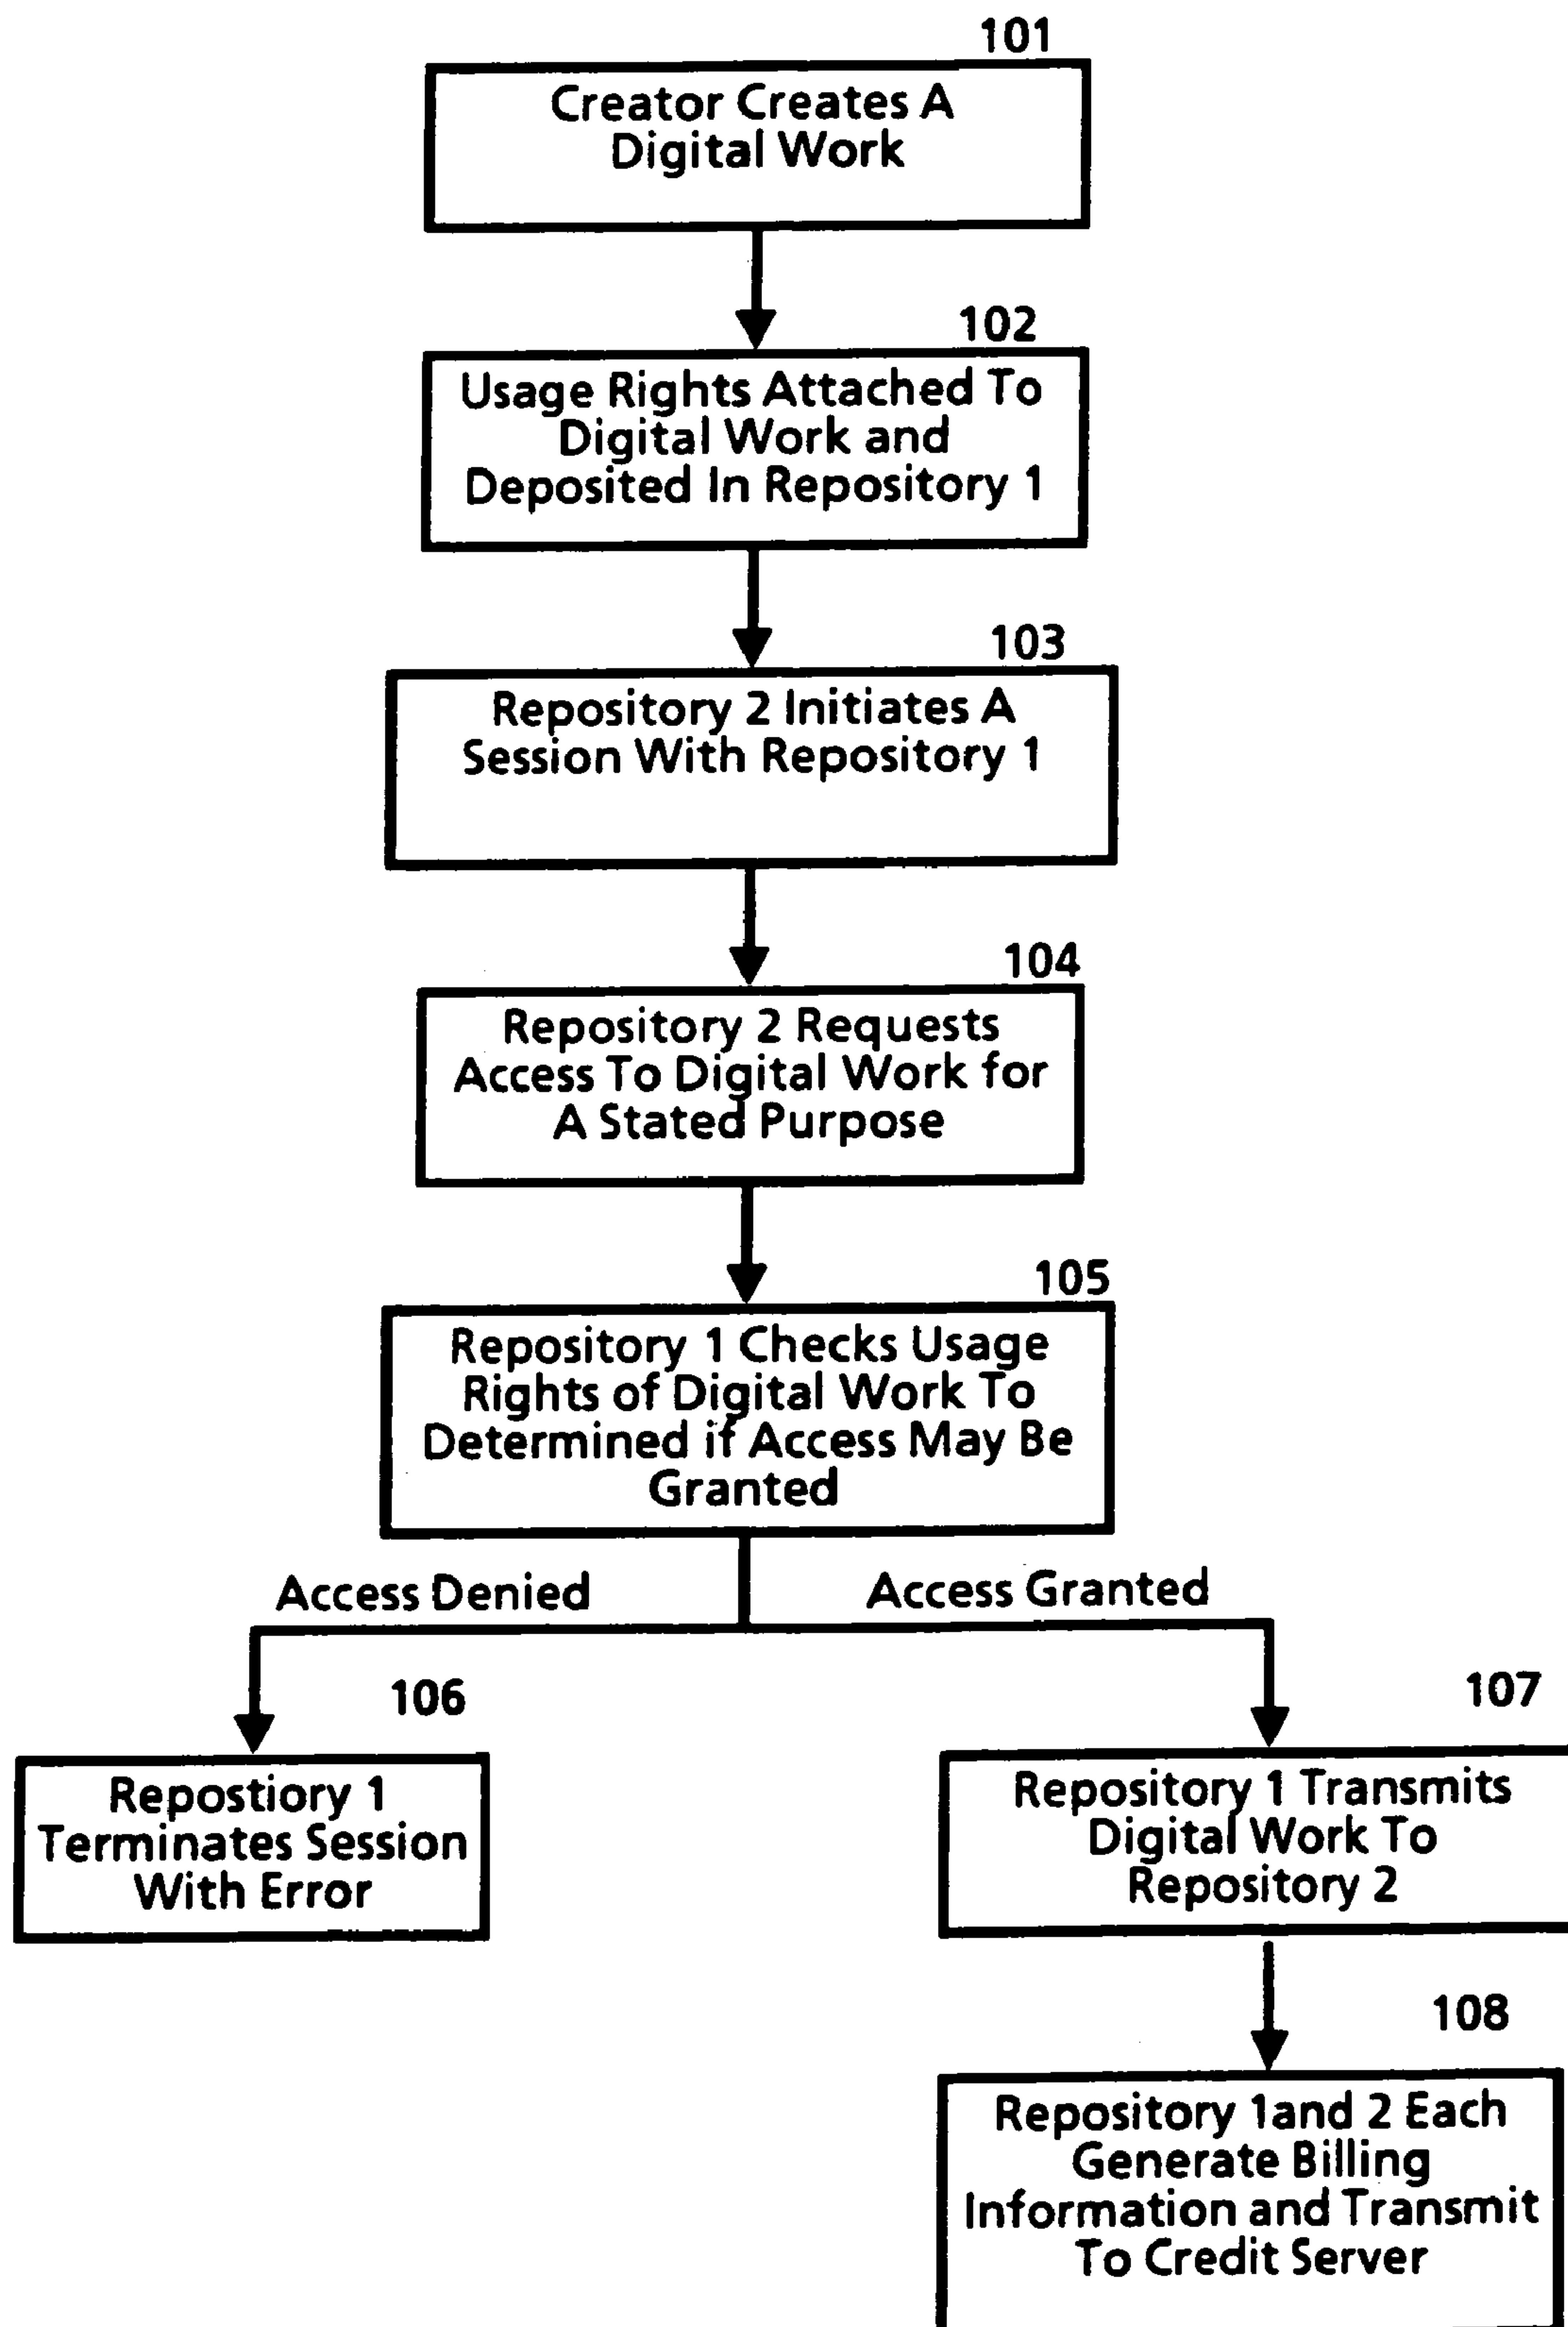 101
Creator Creates A
Digital Work
102
Usage Rights Attached To
Digital Work and
Deposited In Repository 1
103
Repository 2 Initiates A
Session With Repository 1
104
Repository 2 Requests
Access To Digital Work for
A Stated Purpose
105
Repository 1 Checks Usage
Rights of Digital Work To
Determined if Access May Be
Granted
Access Denied
Access Granted
106
Repostiory 1
Terminates Session
With Error
107
Repository 1 Transmits
Digital Work To
Repository 2
108
Repository 1and 2 Each
Generate Billing
Information and Transmit
To Credit Server